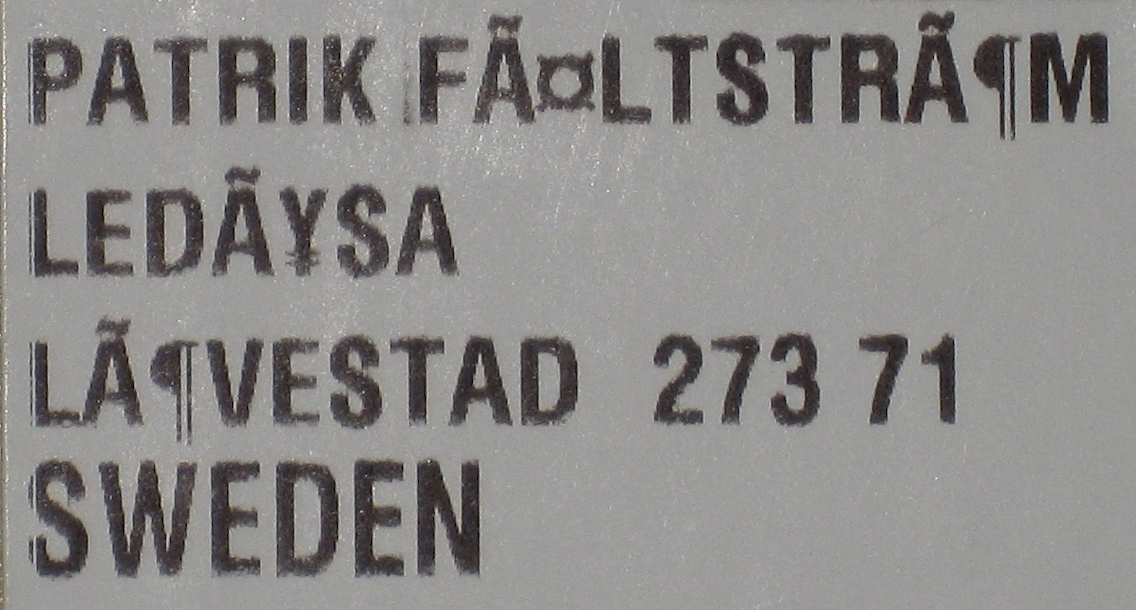 PATRIK FÃ¤LTSTRÃ¶M
LEDÃ¥SA
LÃ¶VESTAD 273 71
SWEDEN